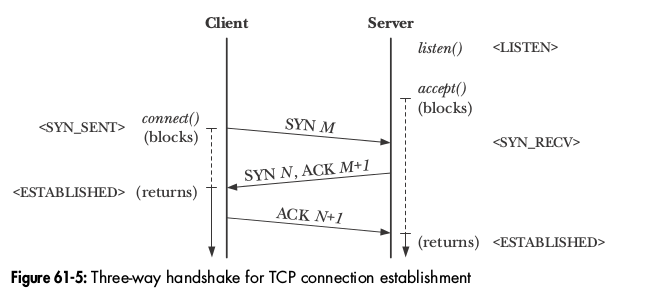 Client Server
listen() <LISTEN>
accept()
(blocks)
connect()
<SYN_SENT> (blocks)
SYN M
<SYN_RECV>
SYN N, ACK M+1
<ESTABLISHED> (returns)
ACK N+1
(returns) <ESTABLISHED>
Figure 61-5: Three-way handshake for TCP connection establishment